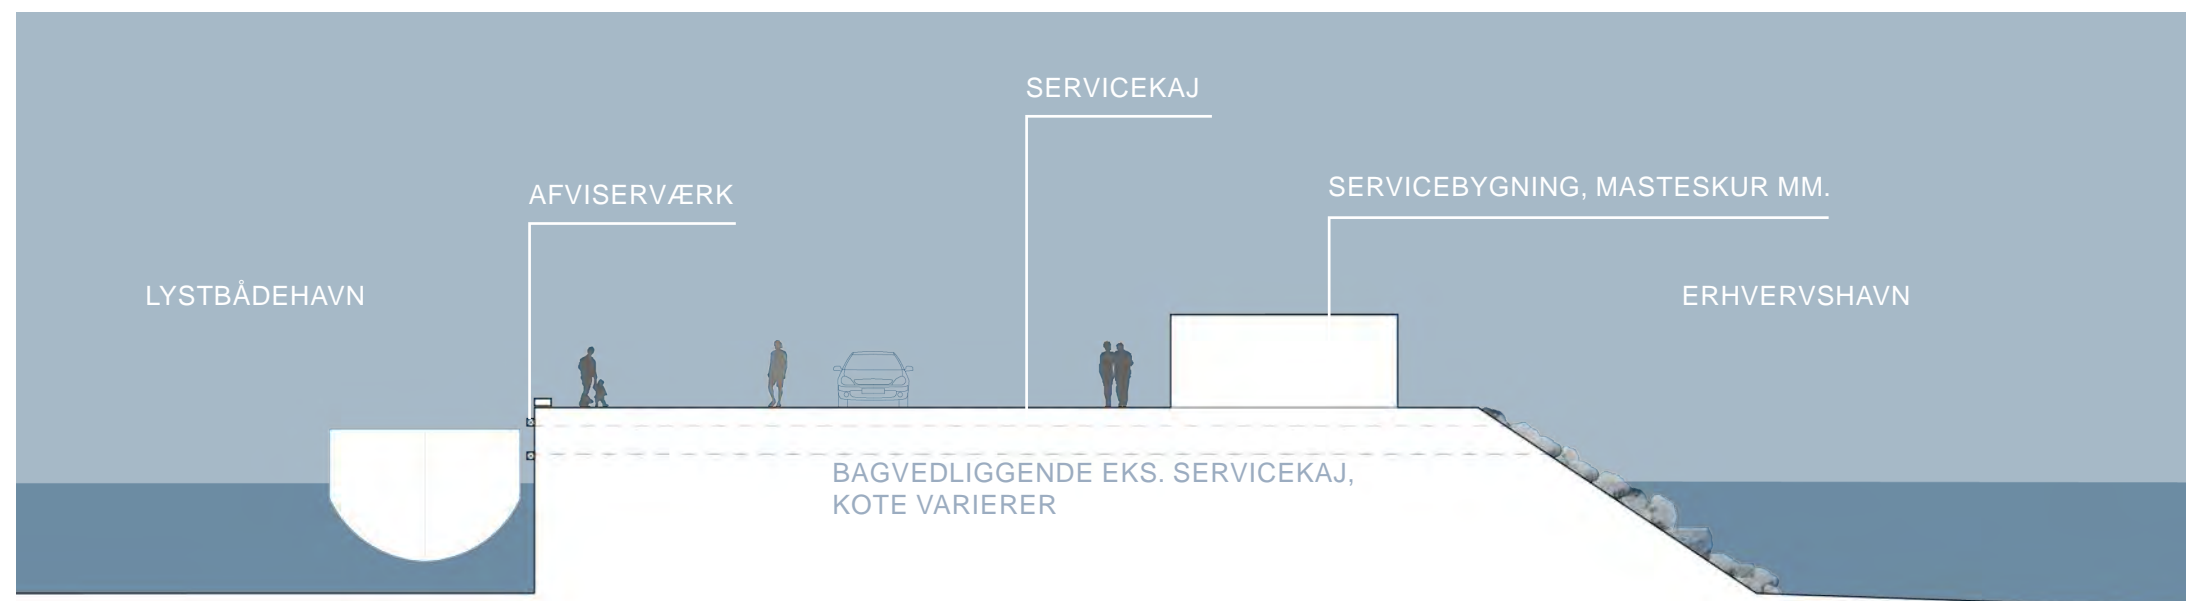 SERVICEKAJ
AFVISERVÆRK
SERVICEBYGNING, MASTESKUR MM.
LYSTBÅDEHAVN
ERHVERVSHAVN
BAGVEDLIGGENDE EKS. SERVICEKAJ,
KOTE VARIERER